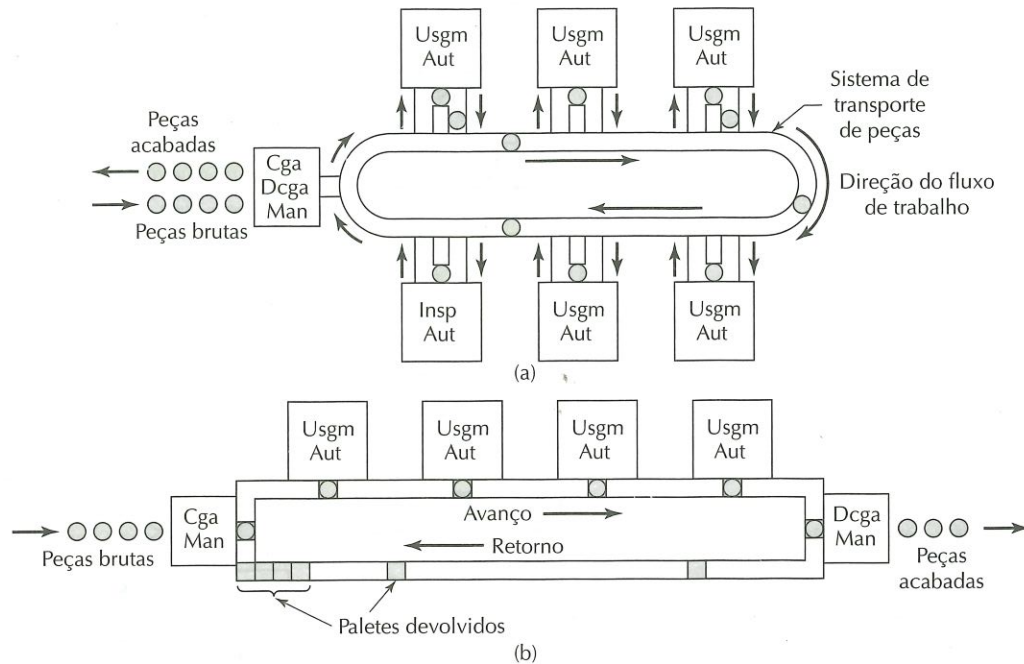 Usgm
Aut
Usgm
Aut
Usgm
Aut
Sistema de
transporte
de peças
Peças
acabadas
Cga
Dcga
Man
Direção do fluxo
de trabalho
Peças brutas
Insp
Aut
Usgm
Aut
Usgm
Aut
(a)
Usgm
Aut
Usgm
Aut
Usgm
Aut
Usgm
Aut
Cga
Man
Avanço
Dcga
Man
Peças brutas
Retorno
Peças
acabadas
Paletes devolvidos
(b)